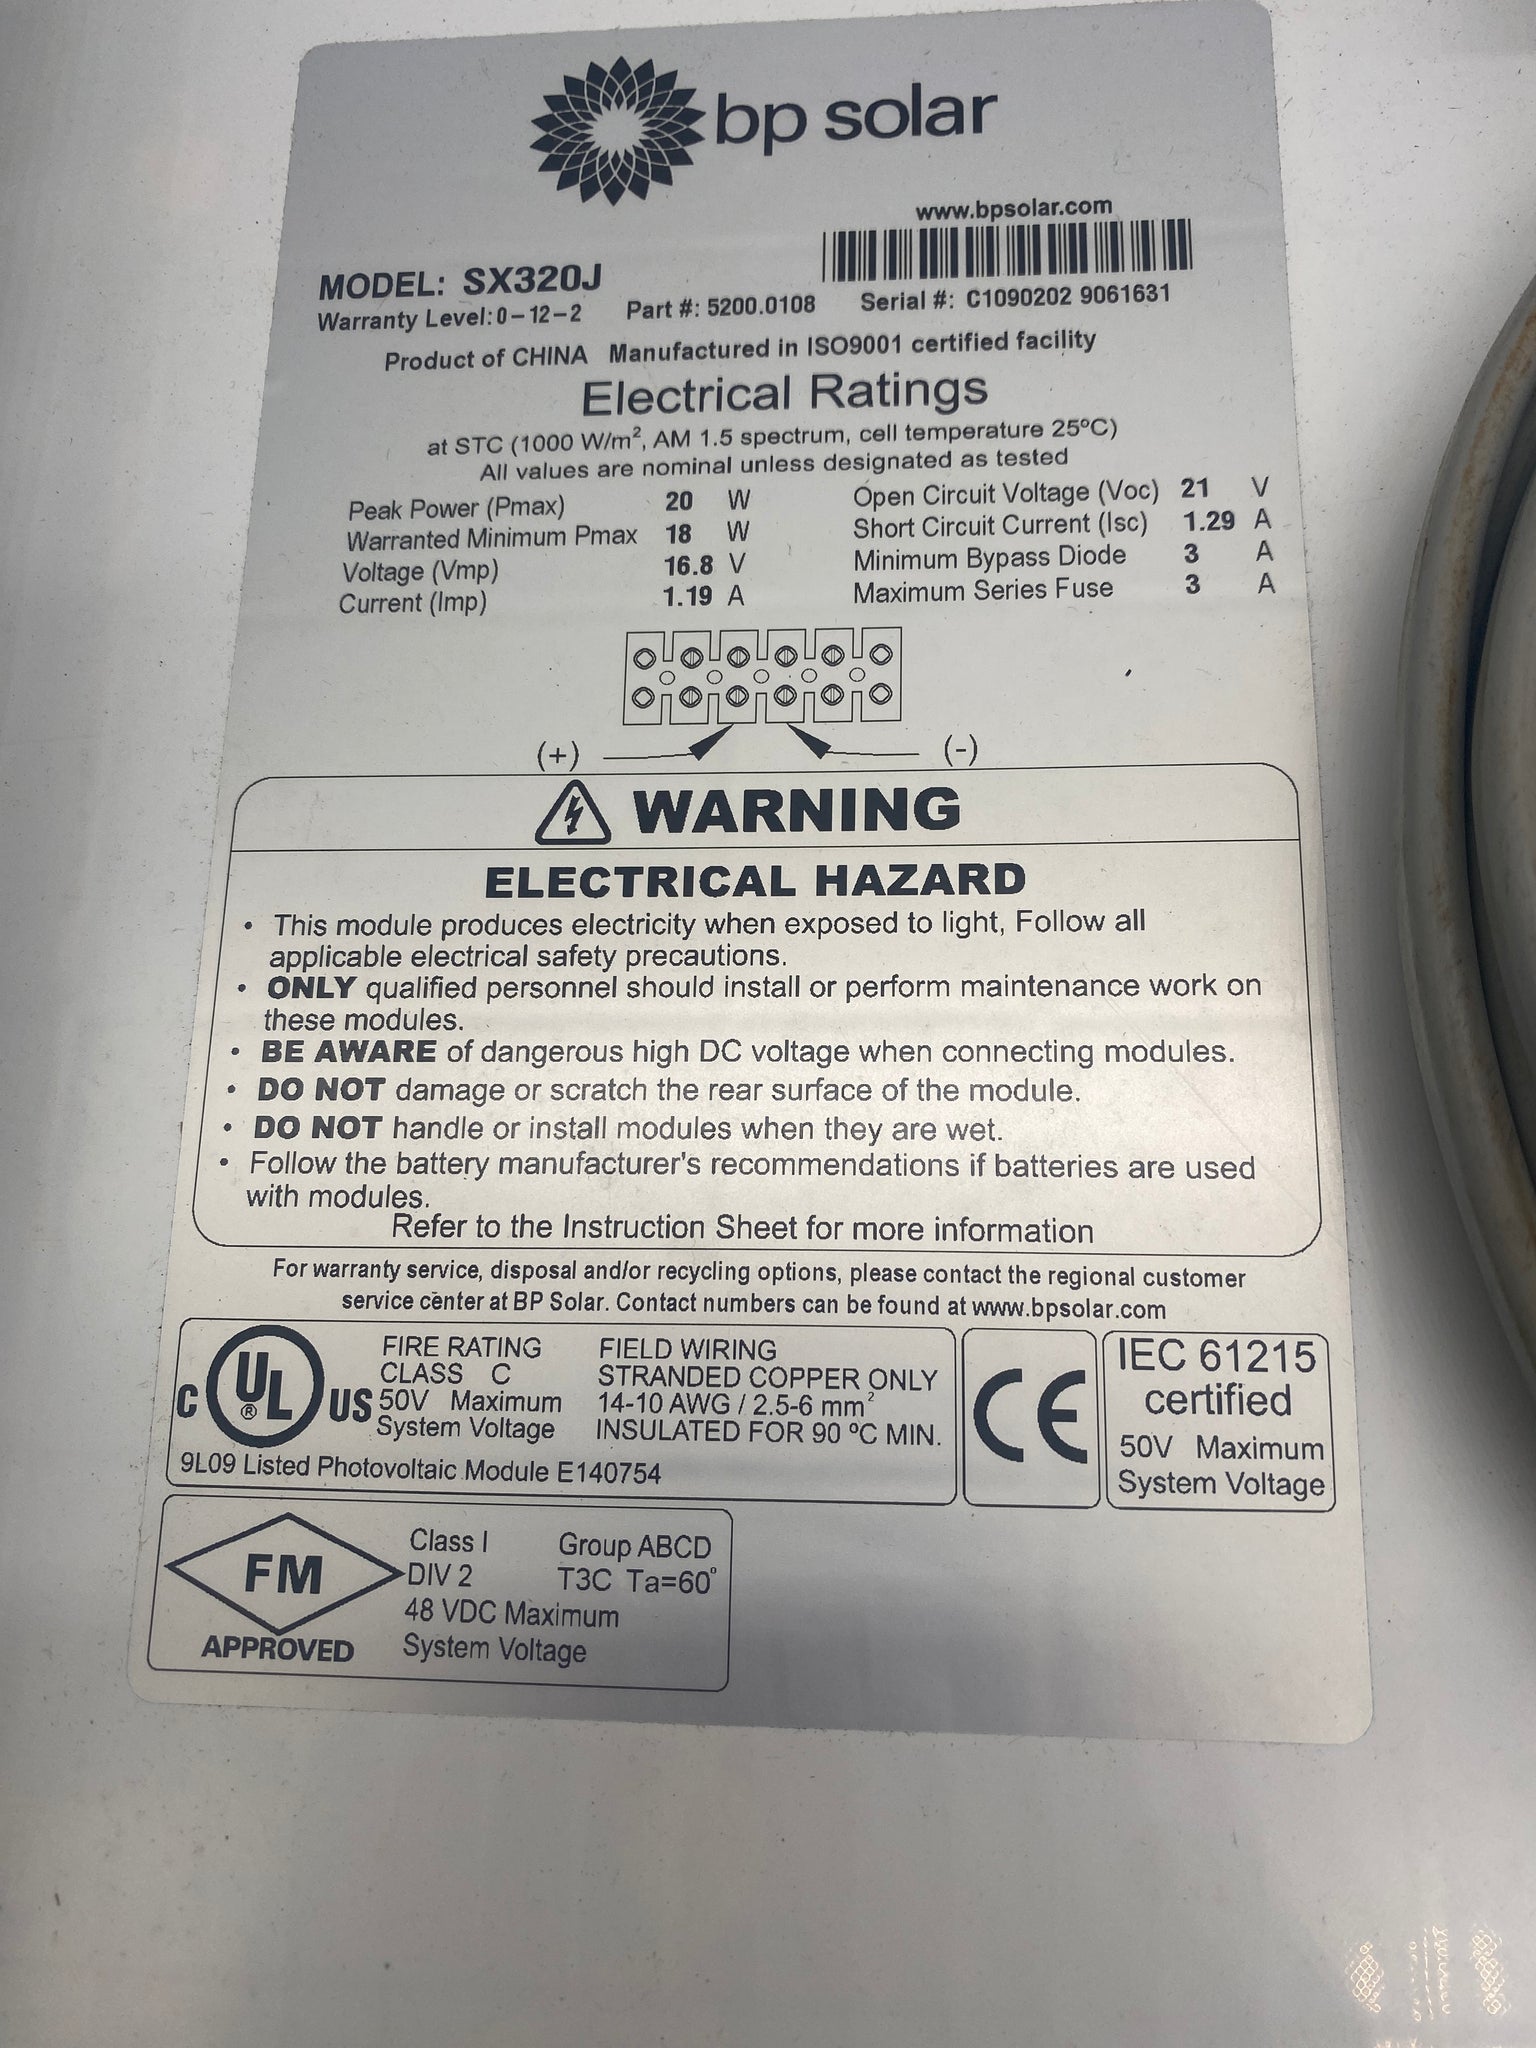 bp solar
www.bpsolar.com
MODEL: SX320J
Warranty Level:0-12-2 Part #: 5200.0108 Serial #: C1090202 9061631
Product of CHINA Manufactured in ISO9001 certified facility
Electrical Ratings
at STC (1000 W/m², AM 1.5 spectrum, cell temperature 25ºC)
All values are nominal unless designated as tested
Peak Power (Pmax) 20 W Open Circuit Voltage (Voc) 21 V
Warranted Minimum Pmax 18 W Short Circuit Current (Isc) 1.29 A
Voltage (Vmp) 16.8 V Minimum Bypass Diode 3 A
Current (Imp) 1.19 A Maximum Series Fuse 3 A
(+) (-)
WARNING
ELECTRICAL HAZARD
• This module produces electricity when exposed to light, Follow all
applicable electrical safety precautions.
• ONLY qualified personnel should install or perform maintenance work on
these modules.
• BE AWARE of dangerous high DC voltage when connecting modules.
• DO NOT damage or scratch the rear surface of the module.
• DO NOT handle or install modules when they are wet.
• Follow the battery manufacturer's recommendations if batteries are used
with modules.
Refer to the Instruction Sheet for more information
For warranty service, disposal and/or recycling options, please contact the regional customer
service center at BP Solar. Contact numbers can be found at www.bpsolar.com
C UL ® US
FIRE RATING
CLASS C
50V Maximum
System Voltage
FIELD WIRING
STRANDED COPPER ONLY
14-10 AWG / 2.5-6 mm²
INSULATED FOR 90 ºC MIN.
9L09 Listed Photovoltaic Module E140754
CE
IEC 61215
certified
50V Maximum
System Voltage
FM
APPROVED
Class I Group ABCD
DIV 2 T3C Ta=60°
48 VDC Maximum
System Voltage